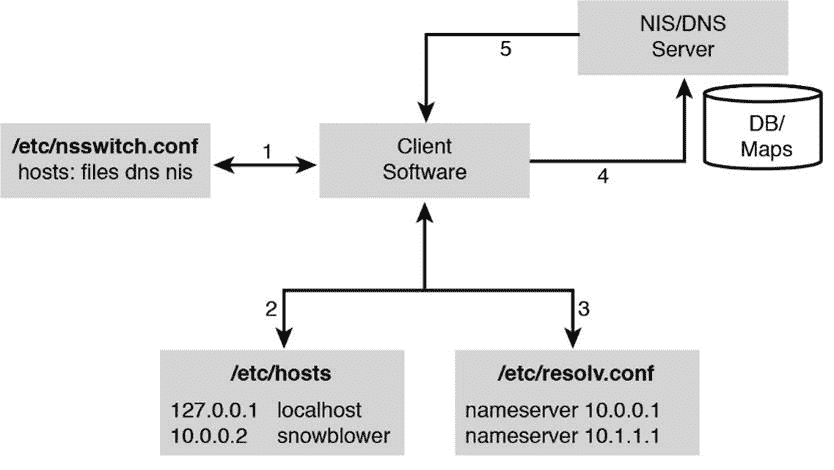 NIS/DNS
Server
5
DB/
Maps
/etc/nsswitch.conf
hosts: files dns nis
1
Client
Software
4
2
3
/etc/hosts
127.0.0.1 localhost
10.0.0.2 snowblower
/etc/resolv.conf
nameserver 10.0.0.1
nameserver 10.1.1.1